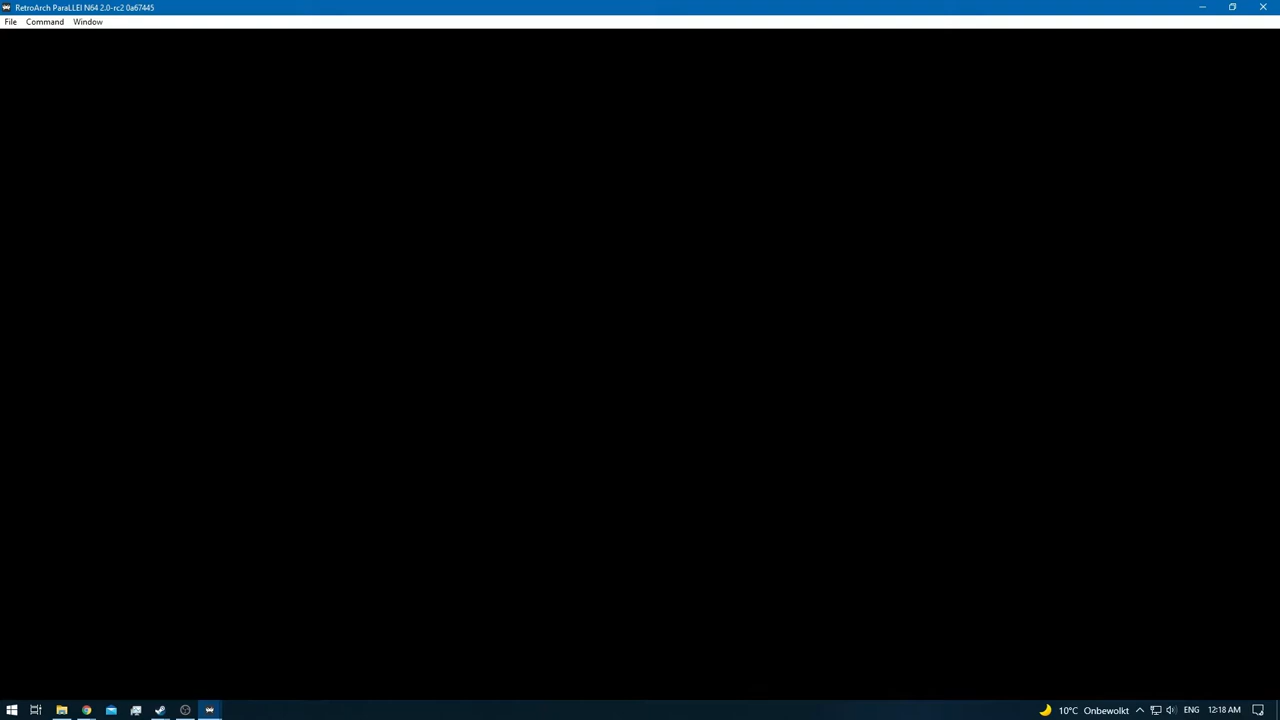 RetroArch ParaLLEl N64 2.0-rc2 0a67445
File Command Window
10°C Onbewolkt ENG 12:18 AM